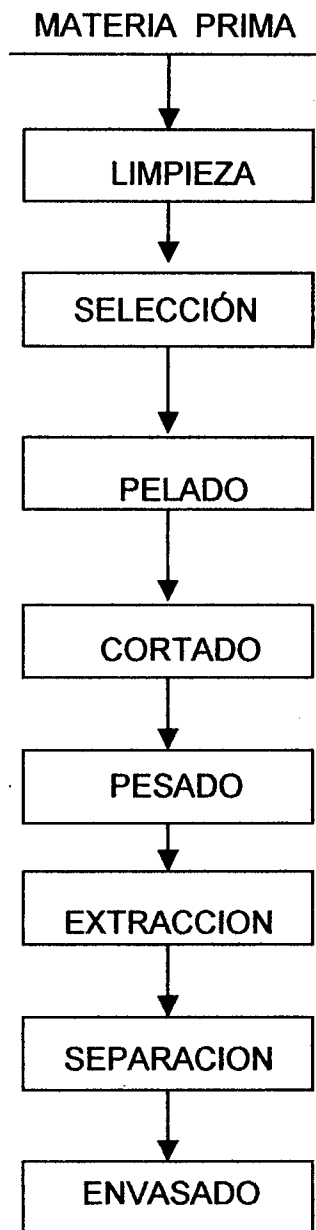 MATERIA PRIMA
LIMPIEZA
SELECCIÓN
PELADO
CORTADO
PESADO
EXTRACCION
SEPARACION
ENVASADO